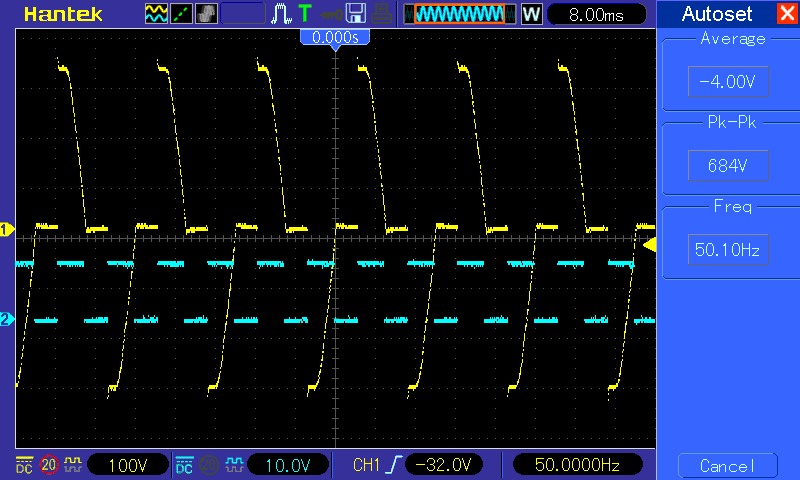 Hantek T W 8.00ms Autoset
0.000s
Average
-4.00V
Pk-Pk
684V
Freq
50.10Hz
1
2
DC 20 100V DC 20 10.0V CH1 -32.0V 50.0000Hz
Cancel